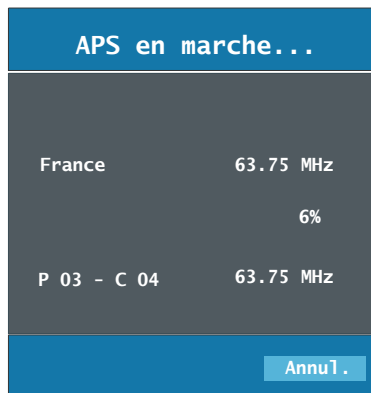 APS en marche...
France 63.75 MHz
6%
P 03 - C 04 63.75 MHz
Annul.